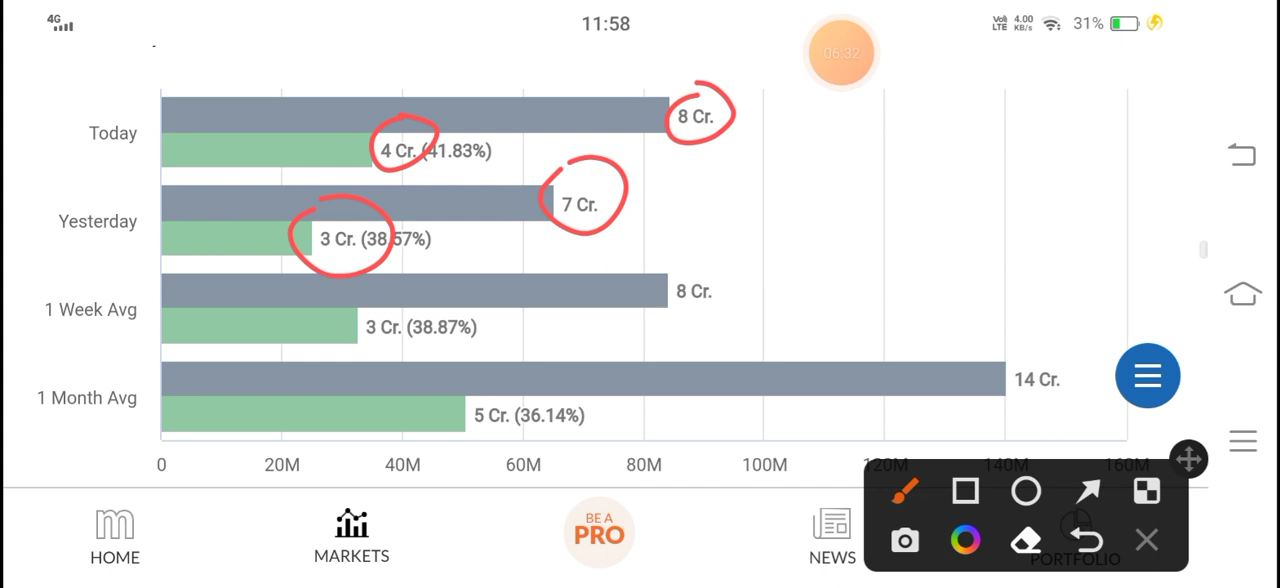 4G
11:58
06:32
Vo)) LTE
4.00 KB/s
31%
8 Cr.
Today
4 Cr. (41.83%)
7 Cr.
Yesterday
3 Cr. (38.57%)
8 Cr.
1 Week Avg
3 Cr. (38.87%)
14 Cr.
1 Month Avg
5 Cr. (36.14%)
0 20M 40M 60M 80M 100M 120M 140M 160M
BE A
PRO
HOME MARKETS NEWS PORTFOLIO